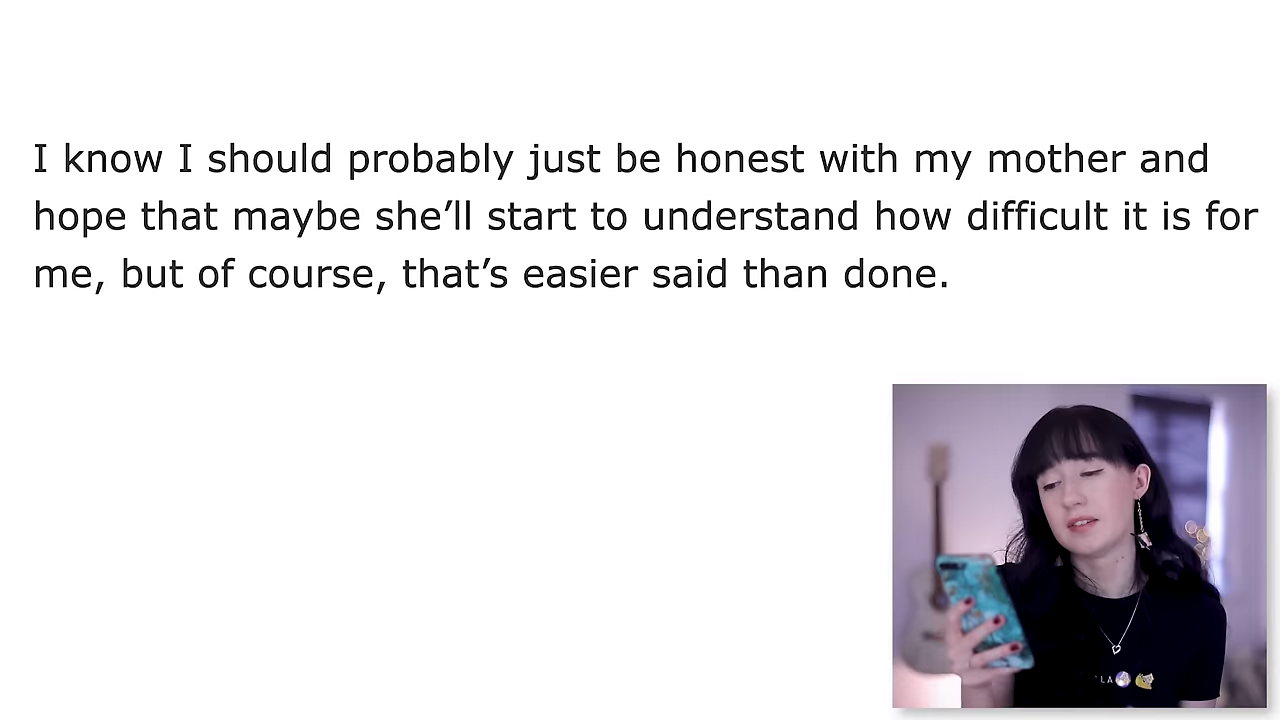 I know I should probably just be honest with my mother and
hope that maybe she’ll start to understand how difficult it is for
me, but of course, that’s easier said than done.